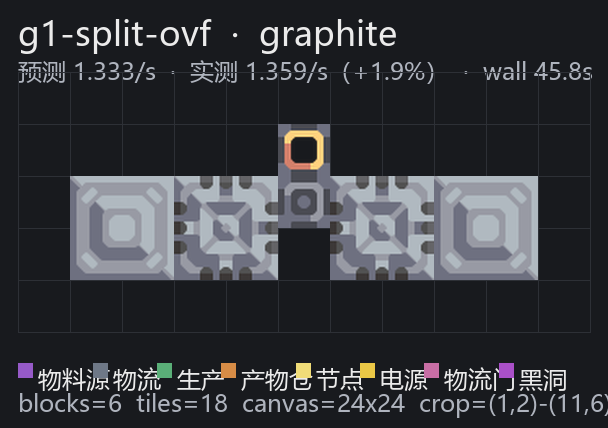 g1-split-ovf · graphite
预测 1.333/s · 实测 1.359/s (+1.9%) · wall 45.8s
物料源 物流 生产 产物仓 节点 电源 物流门 黑洞
blocks=6 tiles=18 canvas=24x24 crop=(1,2)-(11,6)